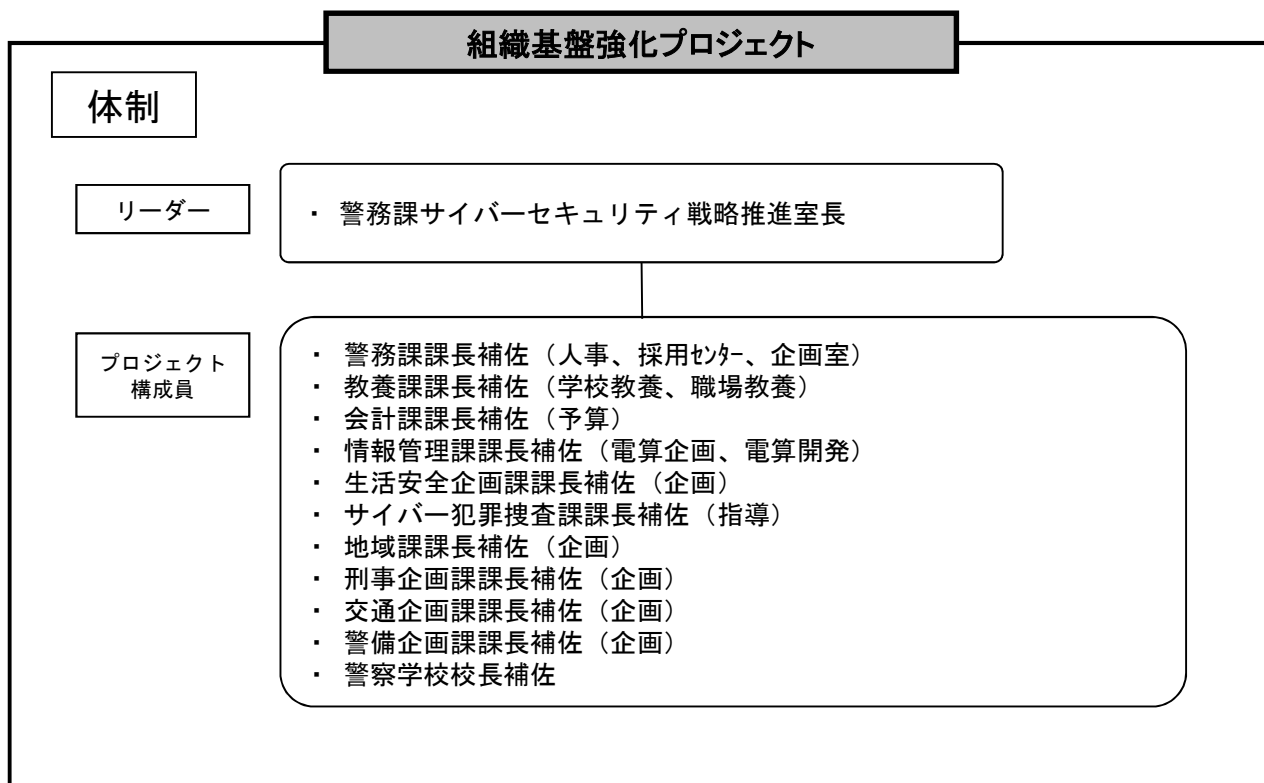 組織基盤強化プロジェクト
体制
リーダー
・ 警務課サイバーセキュリティ戦略推進室長
プロジェクト
構成員
・ 警務課課長補佐（人事、採用ｾﾝﾀｰ、企画室）
・ 教養課課長補佐（学校教養、職場教養）
・ 会計課課長補佐（予算）
・ 情報管理課課長補佐（電算企画、電算開発）
・ 生活安全企画課課長補佐（企画）
・ サイバー犯罪捜査課課長補佐（指導）
・ 地域課課長補佐（企画）
・ 刑事企画課課長補佐（企画）
・ 交通企画課課長補佐（企画）
・ 警備企画課課長補佐（企画）
・ 警察学校校長補佐